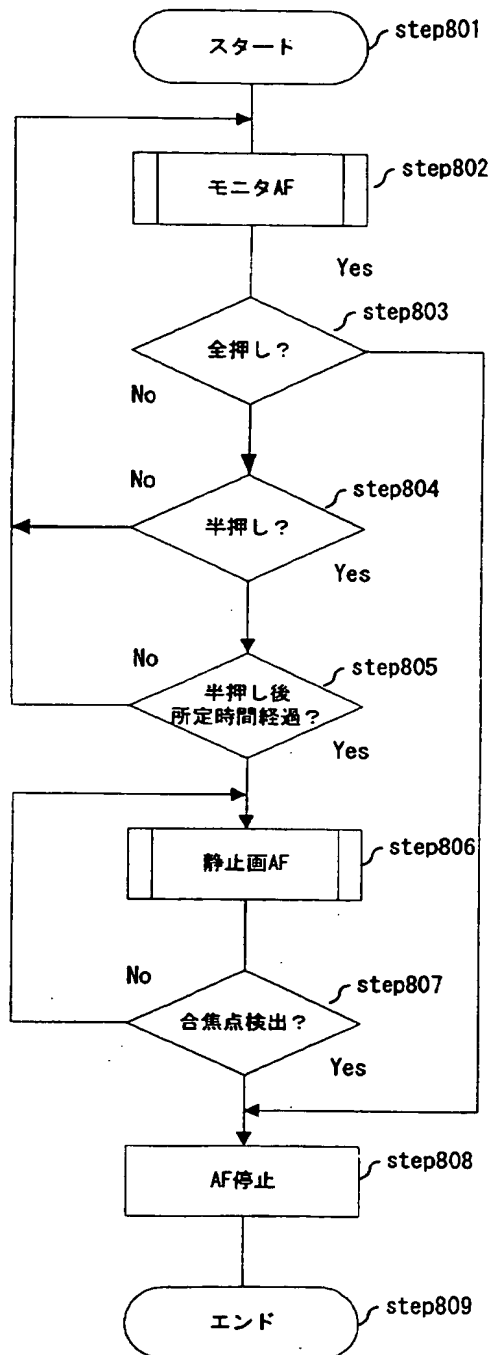 スタート
step801
モニタAF
step802
Yes
step803
全押し?
No
No
step804
半押し?
Yes
No
step805
半押し後
所定時間経過?
Yes
静止画AF
step806
No
step807
合焦点検出?
Yes
AF停止
step808
エンド
step809